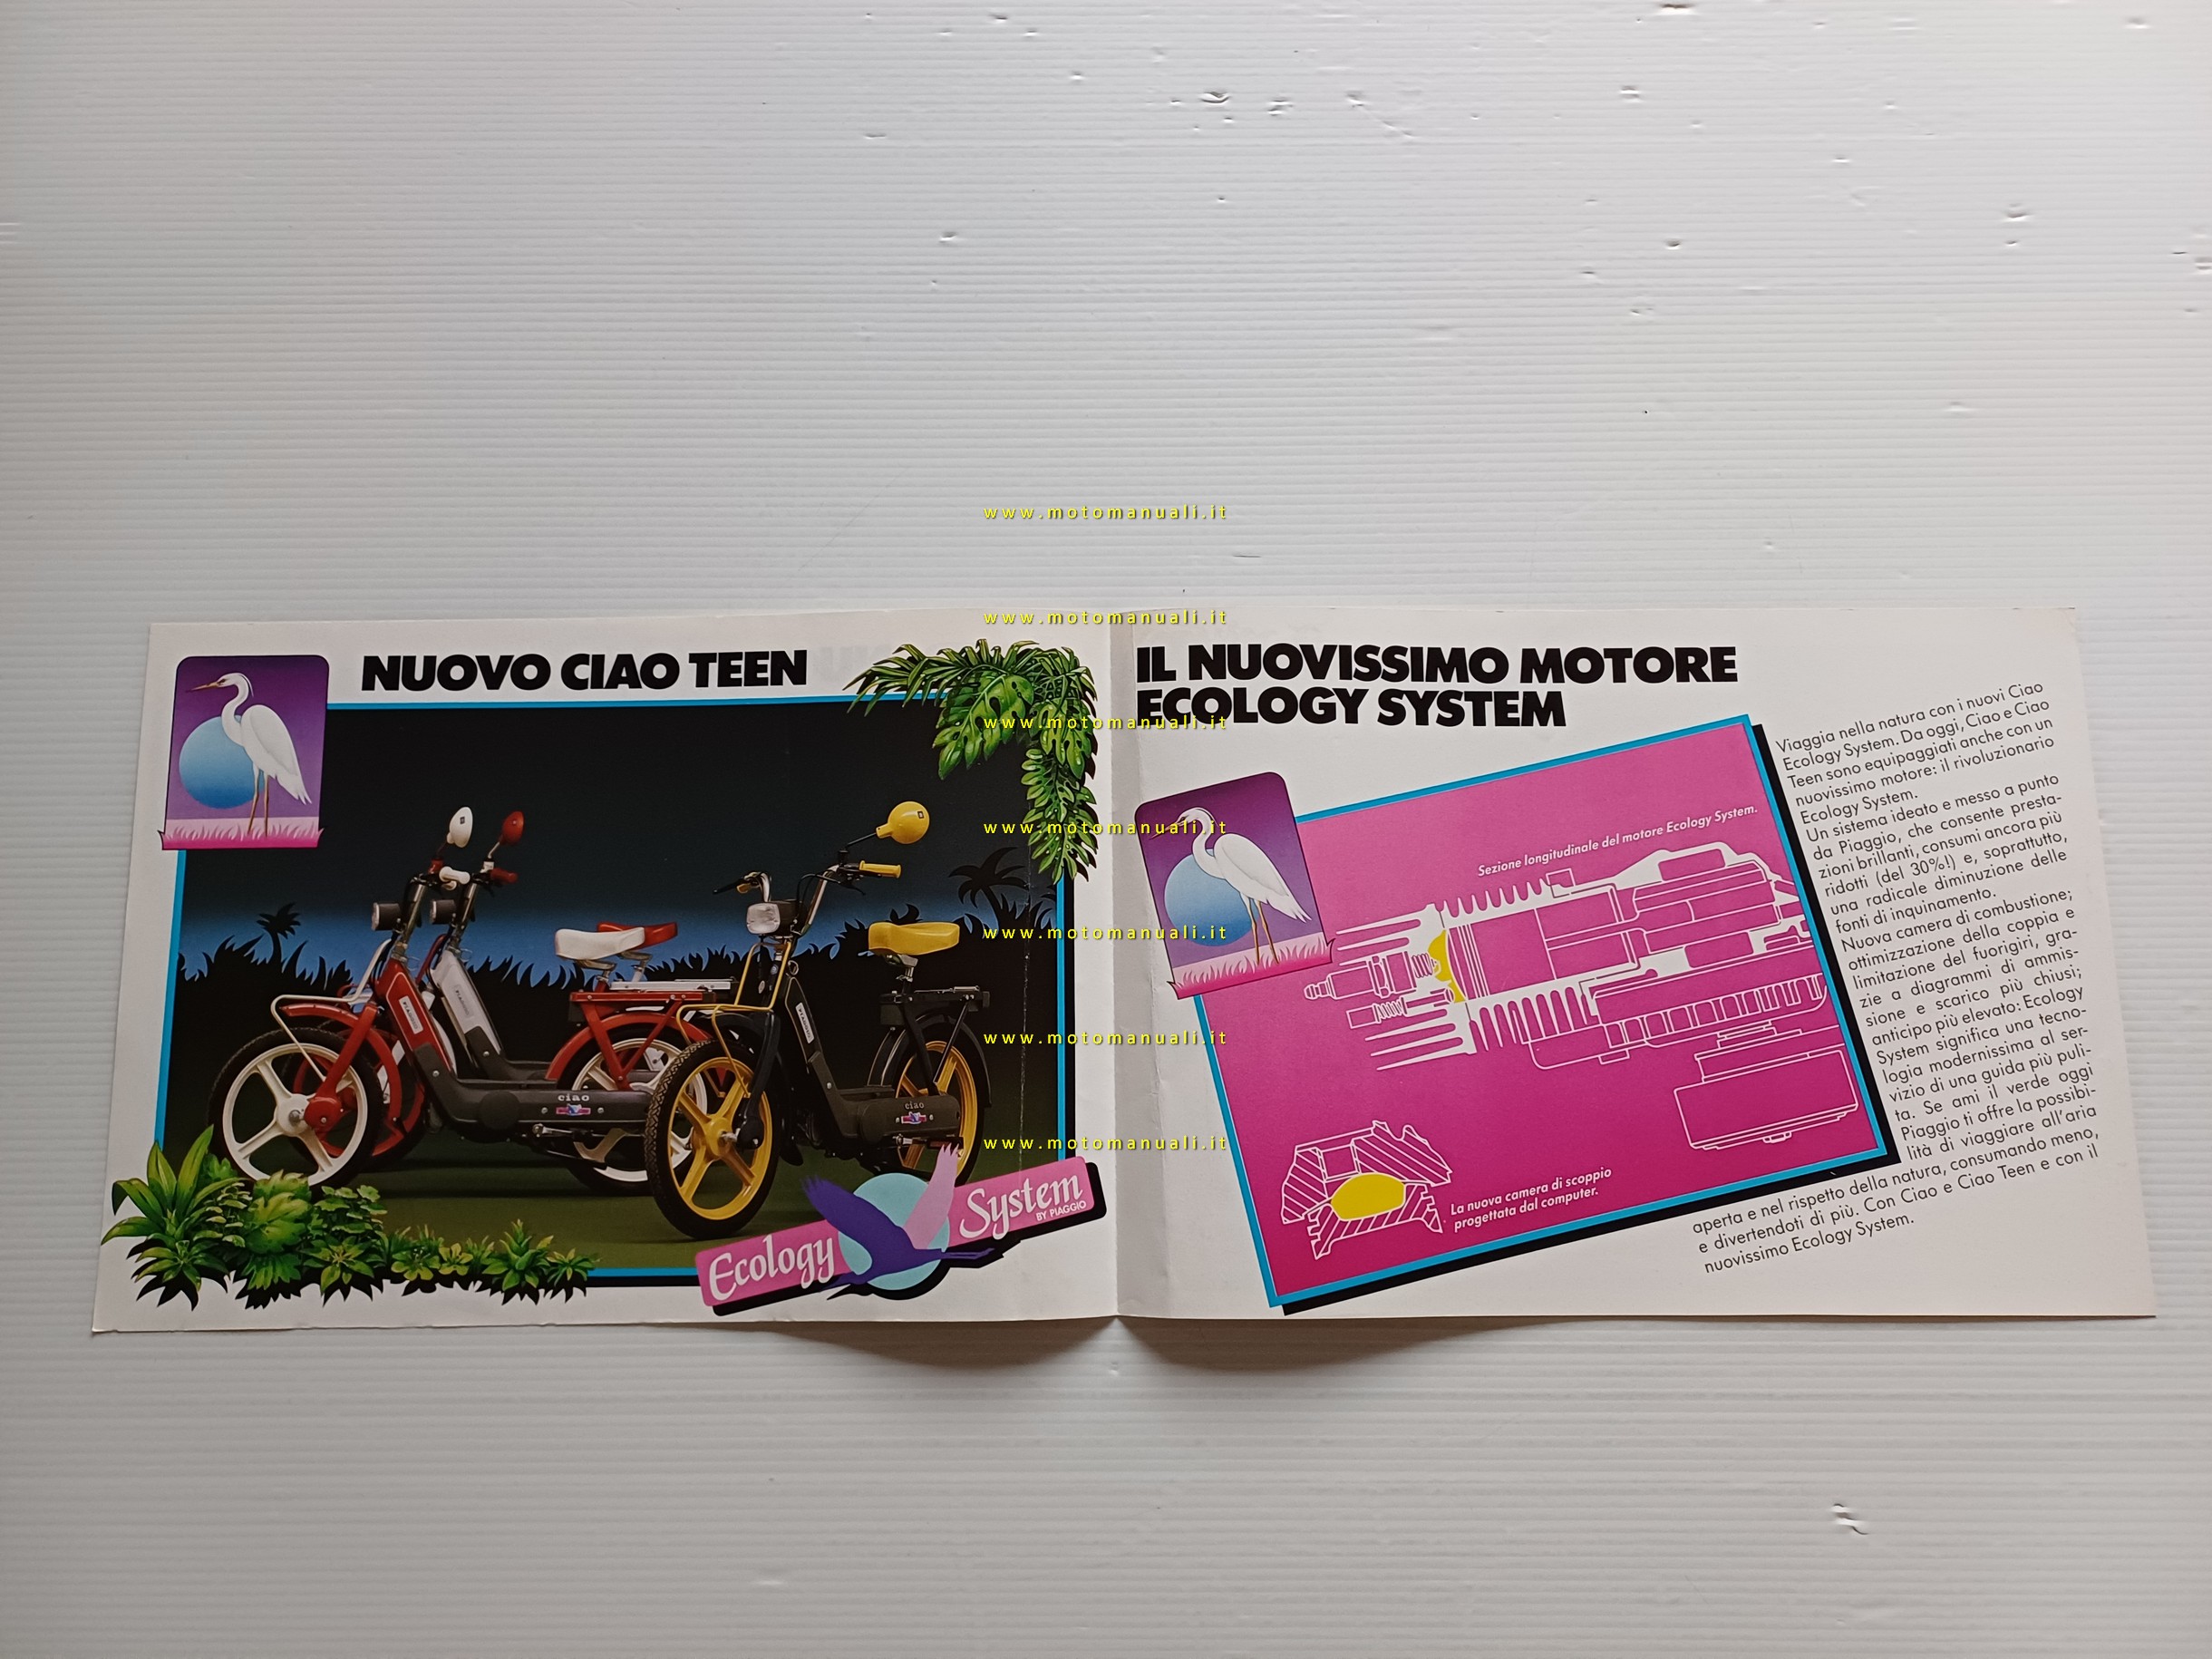 www.motomanuali.it
www.motomanuali.it
www.motomanuali.it
www.motomanuali.it
www.motomanuali.it
www.motomanuali.it
www.motomanuali.it
NUOVO CIAO TEEN
PIAGGIO
ciao
ciao
Ecology System
BY PIAGGIO
IL NUOVISSIMO MOTORE
ECOLOGY SYSTEM
Sezione longitudinale del motore Ecology System.
La nuova camera di scoppio
progettata dal computer.
Viaggia nella natura con i nuovi Ciao
Ecology System. Da oggi, Ciao e Ciao
Teen sono equipaggiati anche con un
nuovissimo motore: il rivoluzionario
Ecology System.
Un sistema ideato e messo a punto
da Piaggio, che consente presta-
zioni brillanti, consumi ancora più
ridotti (del 30%!) e, soprattutto,
una radicale diminuzione delle
fonti di inquinamento.
Nuova camera di combustione;
ottimizzazione della coppia e
limitazione del fuorigiri, gra-
zie a diagrammi di ammis-
sione e scarico più chiusi;
anticipo più elevato: Ecology
System significa una tecno-
logia modernissima al ser-
vizio di una guida più puli-
ta. Se ami il verde oggi
Piaggio ti offre la possibi-
lità di viaggiare all'aria
aperta e nel rispetto della natura, consumando meno,
e divertendoti di più. Con Ciao e Ciao Teen e con il
nuovissimo Ecology System.